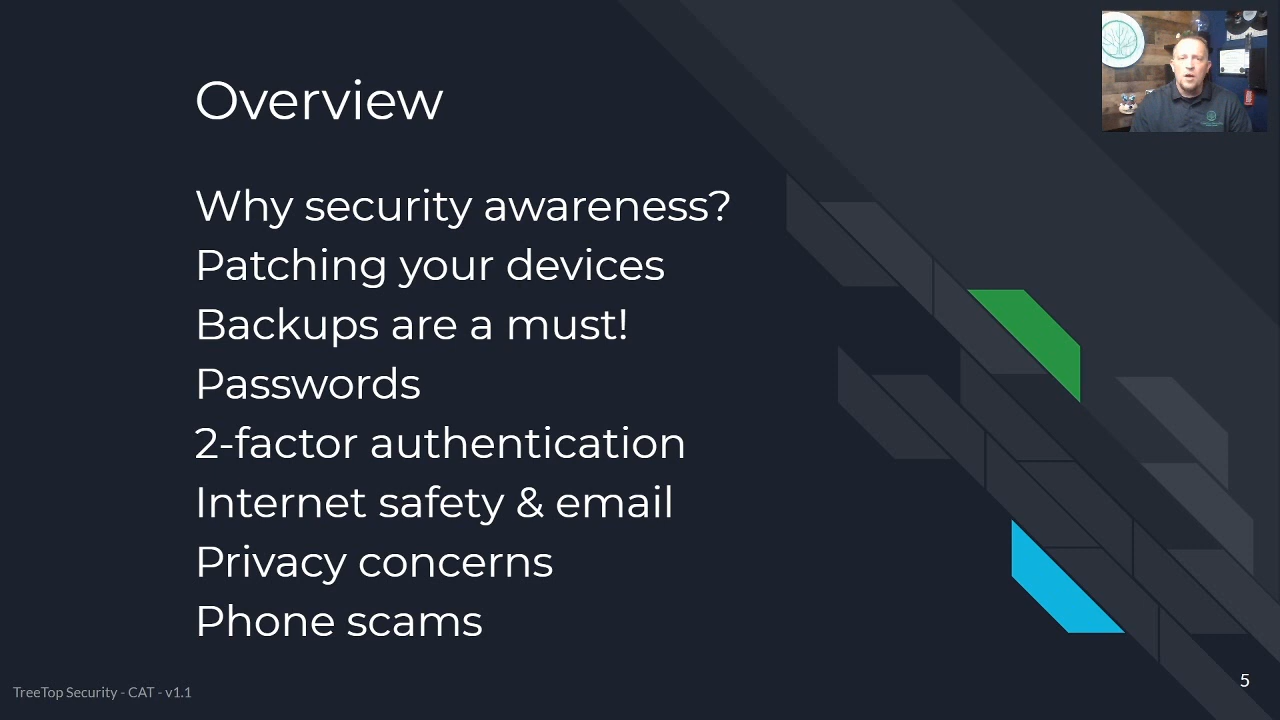 Overview
Why security awareness?
Patching your devices
Backups are a must!
Passwords
2-factor authentication
Internet safety & email
Privacy concerns
Phone scams
TreeTop Security - CAT - v1.1
5